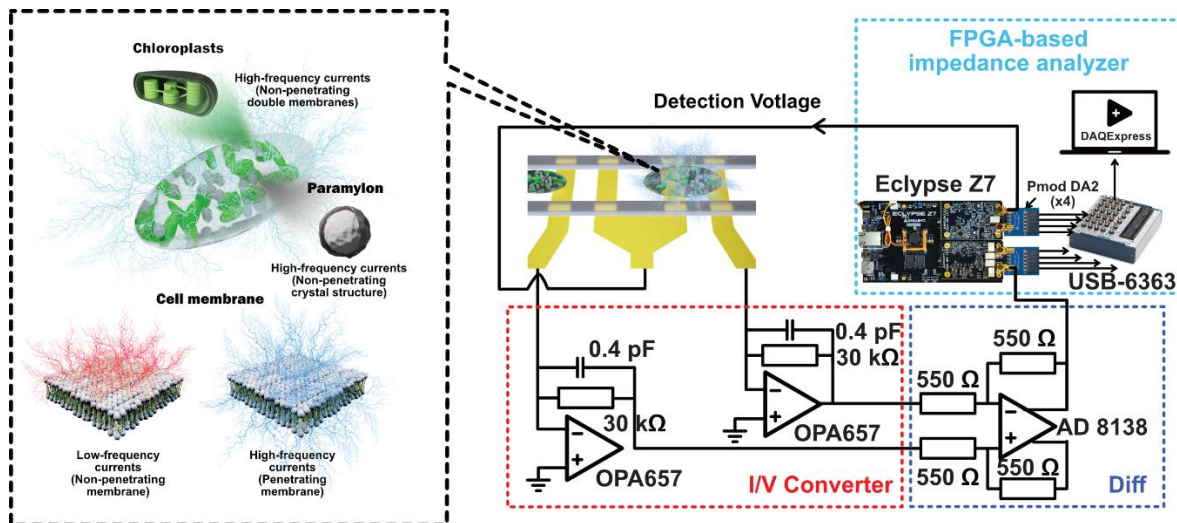 Chloroplasts
High-frequency currents
(Non-penetrating
double membranes)
Paramylon
High-frequency currents
(Non-penetrating
crystal structure)
Cell membrane
Low-frequency
currents
(Non-penetrating
membrane)
High-frequency
currents
(Penetrating
membrane)
Detection Votlage
FPGA-based
impedance analyzer
DAQExpress
Eclypse Z7
Pmod DA2
(x4)
ECLYPSE Z7
USB-6363
0.4 pF
30 kΩ
OPA657
0.4 pF
30 kΩ
OPA657
I/V Converter
550 Ω
550 Ω
AD 8138
550 Ω
550 Ω
Diff